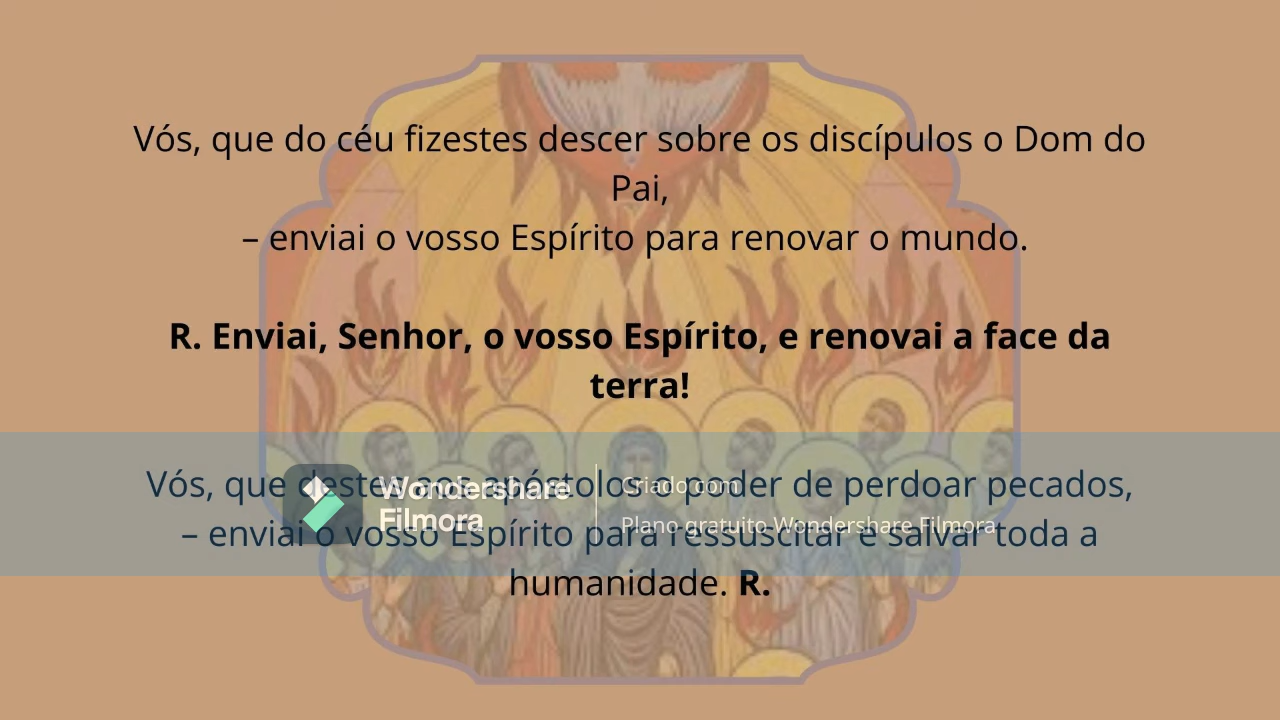 Vós, que do céu fizestes descer sobre os discípulos o Dom do
Pai,
– enviai o vosso Espírito para renovar o mundo.
R. Enviai, Senhor, o vosso Espírito, e renovai a face da
terra!
Vós, que destes aos apóstolos o poder de perdoar pecados,
– enviai o vosso Espírito para ressuscitar e salvar toda a
humanidade. R.
Wondershare
Filmora
Criado com
Plano gratuito Wondershare Filmora